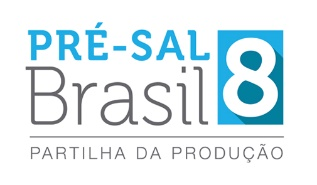 PRÉ-SAL
Brasil 8
PARTILHA DA PRODUÇÃO